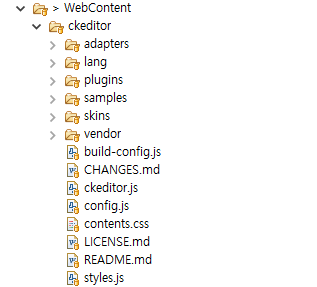 > WebContent
ckeditor
adapters
lang
plugins
samples
skins
vendor
build-config.js
CHANGES.md
ckeditor.js
config.js
contents.css
LICENSE.md
README.md
styles.js